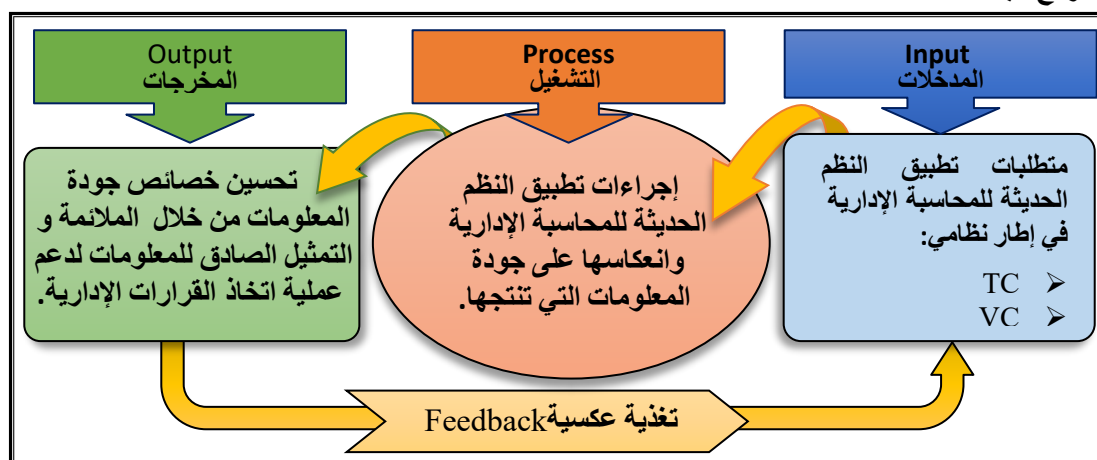 Input
المدخلات
Process
التشغيل
Output
المخرجات
متطلبات تطبيق النظم
الحديثة للمحاسبة الإدارية
في إطار نظامي:
TC
VC
إجراءات تطبيق النظم
الحديثة للمحاسبة الإدارية
وانعكاسها على جودة
المعلومات التي تنتجها.
تحسين خصائص جودة
المعلومات من خلال الملائمة و
التمثيل الصادق للمعلومات لدعم
عملية اتخاذ القرارات الإدارية.
تغذية عكسيةFeedback